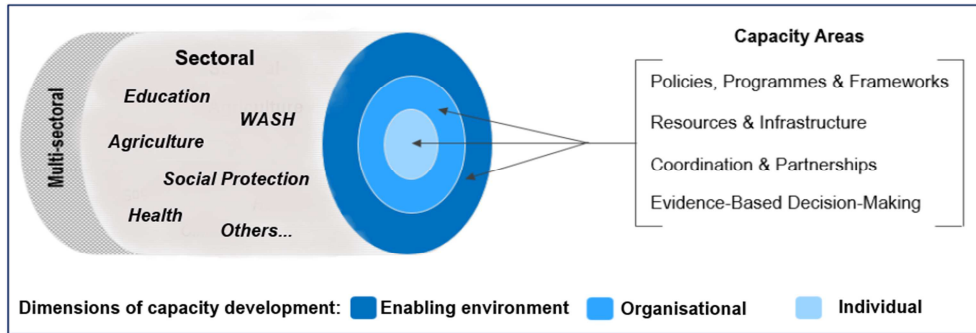 Capacity Areas
Multi-sectoral
Sectoral
Education
WASH
Agriculture
Social Protection
Health
Others...
Policies, Programmes & Frameworks
Resources & Infrastructure
Coordination & Partnerships
Evidence-Based Decision-Making
Dimensions of capacity development: Enabling environment Organisational Individual